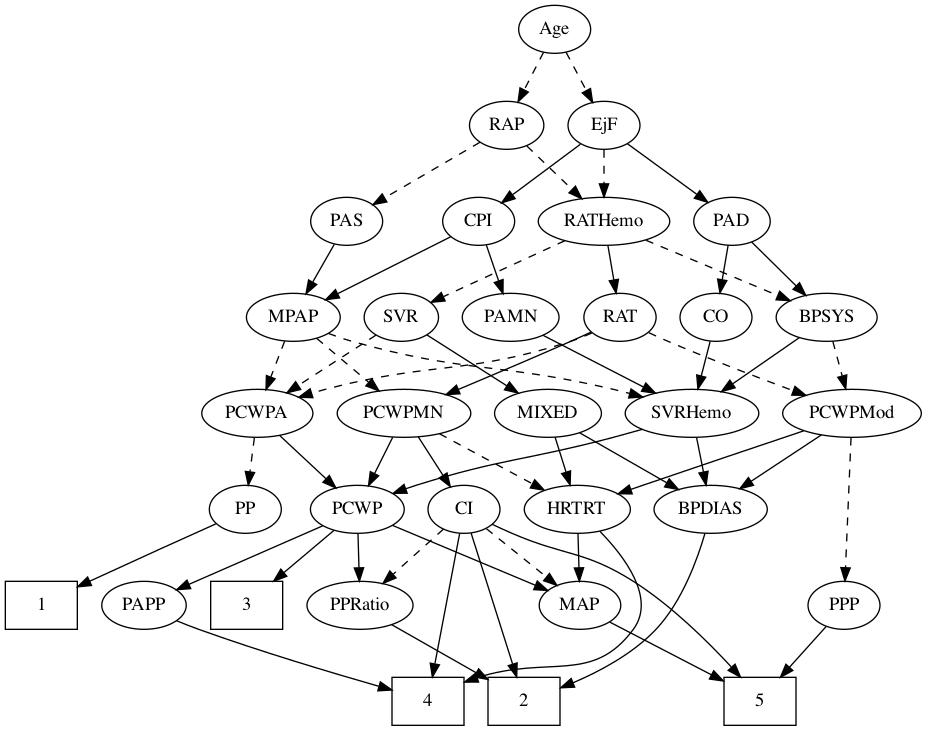 Age
RAP
EjF
PAS
CPI
RATHemo
PAD
MPAP
SVR
PAMN
RAT
CO
BPSYS
PCWPA
PCWPMN
MIXED
SVRHemo
PCWPMod
PP
PCWP
CI
HRTRT
BPDIAS
1
PAPP
3
PPRatio
MAP
PPP
4
2
5